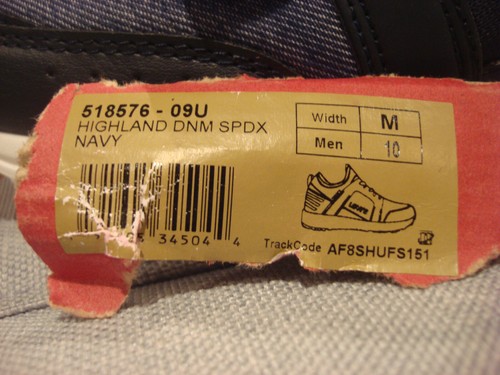 518576 - 09U
HIGHLAND DNM SPDX
NAVY
Width M
Men 10
34504 4
TrackCode AF8SHUFS151